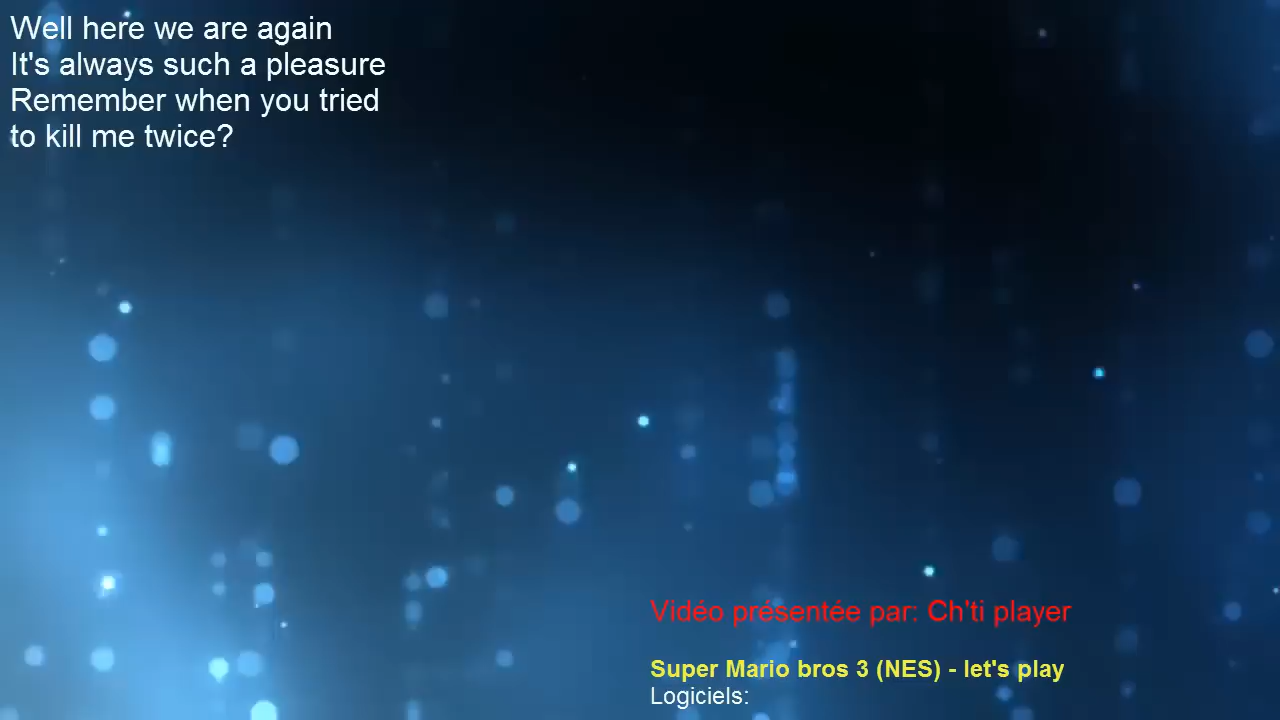 Well here we are again
It's always such a pleasure
Remember when you tried
to kill me twice?
Vidéo présentée par: Ch'ti player
Super Mario bros 3 (NES) - let's play
Logiciels: